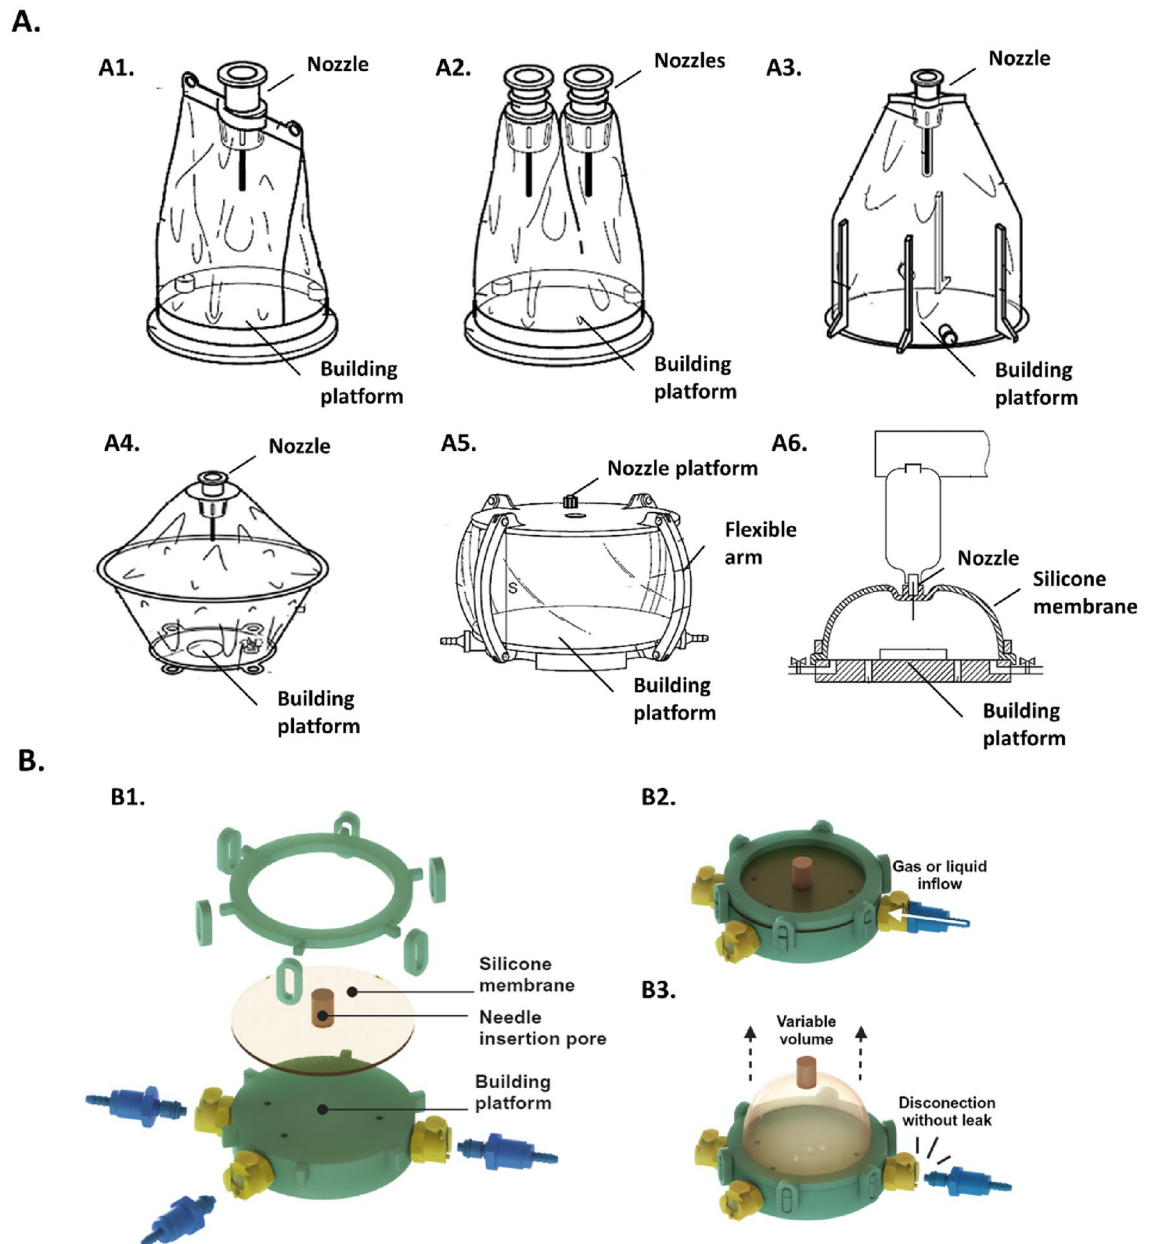 A.
A1.
Nozzle
Building
platform
A2.
Nozzles
Building
platform
A3.
Nozzle
Building
platform
A4.
Nozzle
Building
platform
A5.
Nozzle platform
Flexible
arm
S
Building
platform
A6.
Nozzle
Silicone
membrane
Building
platform
B.
B1.
Silicone
membrane
Needle
insertion pore
Building
platform
B2.
Gas or liquid
inflow
B3.
Variable
volume
Disconection
without leak